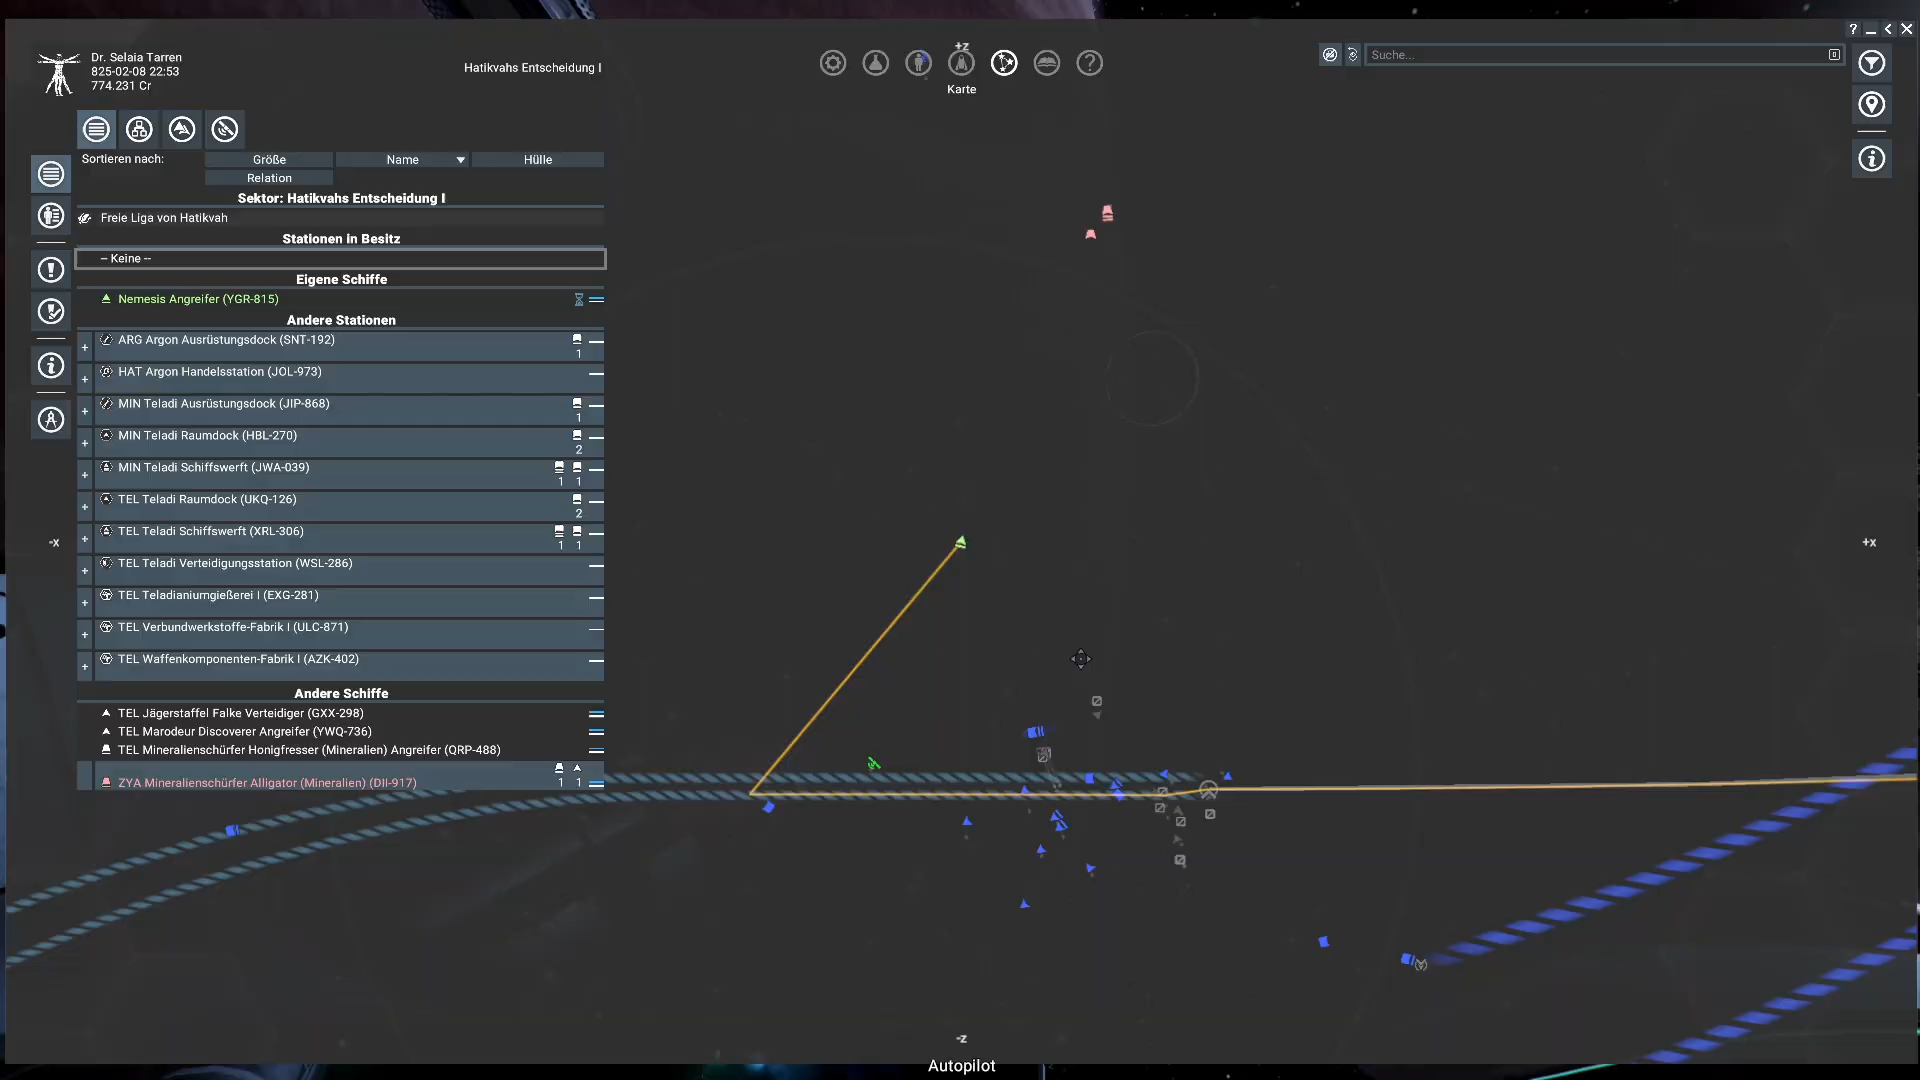 Dr. Selaia Tarren
825-02-08 22:53
774.231 Cr
Hatikvahs Entscheidung I
+z
Karte
Suche...
Sortieren nach:
Größe
Name
Hülle
Relation
Sektor: Hatikvahs Entscheidung I
Freie Liga von Hatikvah
Stationen in Besitz
-- Keine --
Eigene Schiffe
Nemesis Angreifer (YGR-815)
Andere Stationen
+ ARG Argon Ausrüstungsdock (SNT-192) 1
+ HAT Argon Handelsstation (JOL-973)
+ MIN Teladi Ausrüstungsdock (JIP-868) 1
+ MIN Teladi Raumdock (HBL-270) 2
+ MIN Teladi Schiffswerft (JWA-039) 1 1
+ TEL Teladi Raumdock (UKQ-126) 2
+ TEL Teladi Schiffswerft (XRL-306) 1 1
+ TEL Teladi Verteidigungsstation (WSL-286)
+ TEL Teladianiumgießerei I (EXG-281)
+ TEL Verbundwerkstoffe-Fabrik I (ULC-871)
+ TEL Waffenkomponenten-Fabrik I (AZK-402)
Andere Schiffe
TEL Jägerstaffel Falke Verteidiger (GXX-298)
TEL Marodeur Discoverer Angreifer (YWQ-736)
TEL Mineralienschürfer Honigfresser (Mineralien) Angreifer (QRP-488)
ZYA Mineralienschürfer Alligator (Mineralien) (DII-917) 1 1
-x
+x
-z
Autopilot